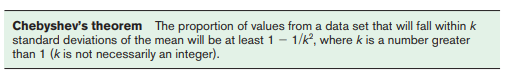 Chebyshev's theorem The proportion of values from a data set that will fall within k
standard deviations of the mean will be at least 1 − 1/k², where k is a number greater
than 1 (k is not necessarily an integer).